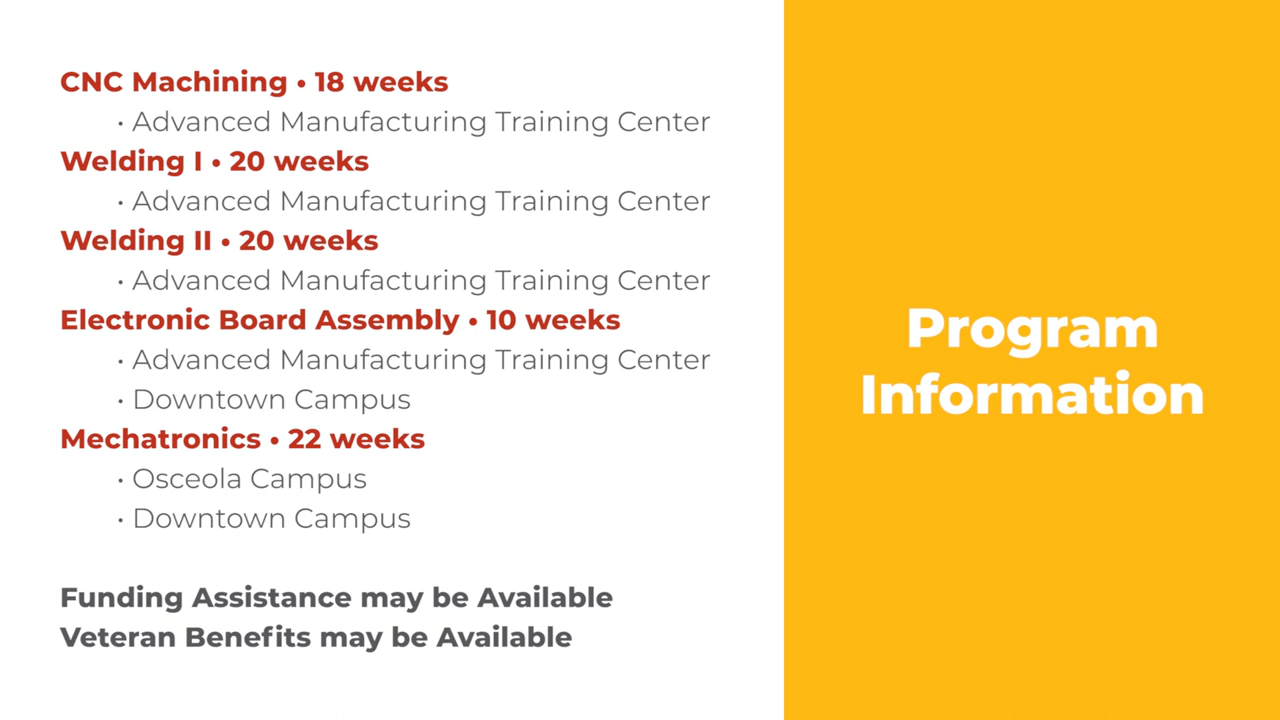 CNC Machining • 18 weeks
• Advanced Manufacturing Training Center
Welding I • 20 weeks
• Advanced Manufacturing Training Center
Welding II • 20 weeks
• Advanced Manufacturing Training Center
Electronic Board Assembly • 10 weeks
• Advanced Manufacturing Training Center
• Downtown Campus
Mechatronics • 22 weeks
• Osceola Campus
• Downtown Campus
Funding Assistance may be Available
Veteran Benefits may be Available
Program
Information